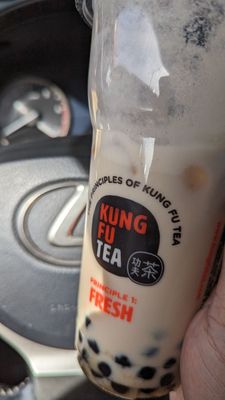 PRINCIPLES OF KUNG FU TEA
KUNG
FU
TEA
功夫茶
PRINCIPLE 1:
FRESH